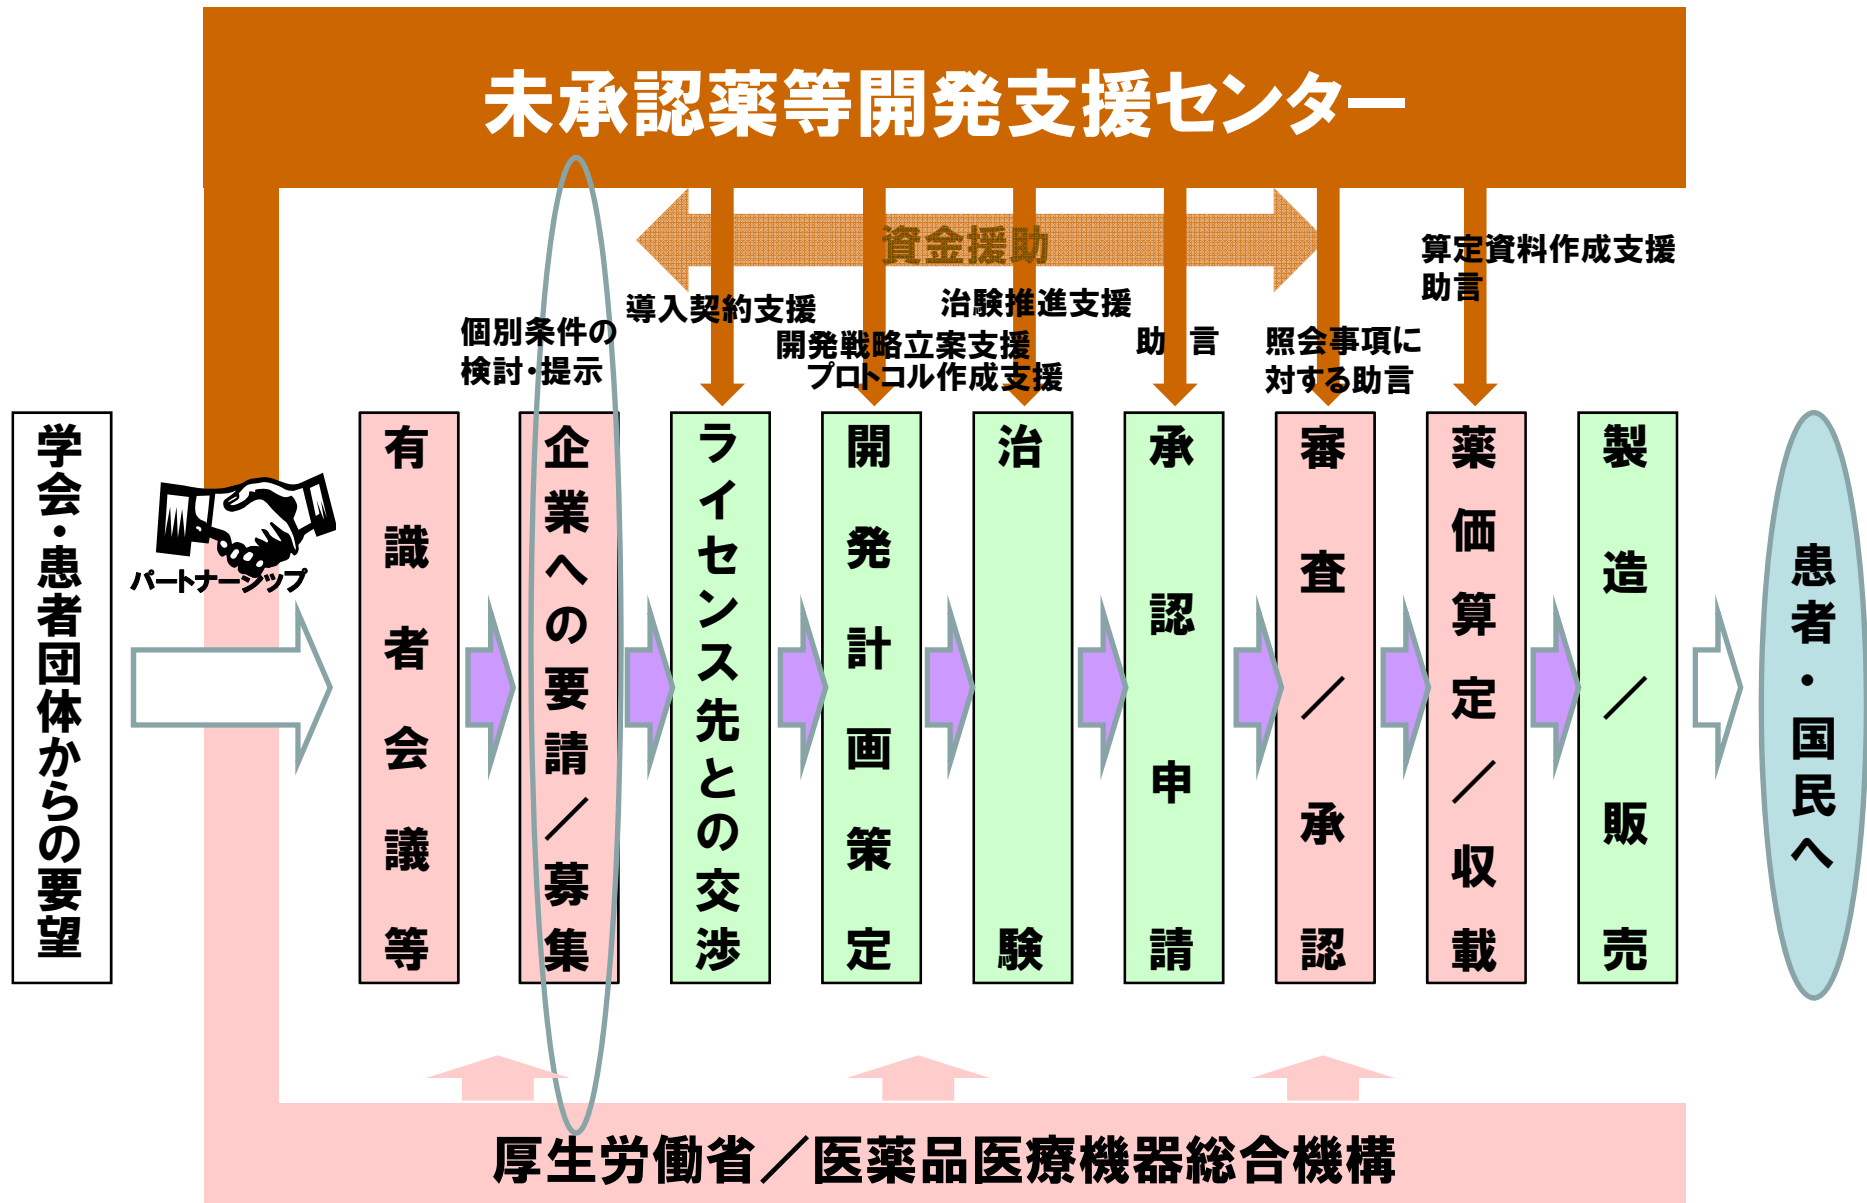 未承認薬等開発支援センター
資金援助
算定資料作成支援
助言
導入契約支援
治験推進支援
個別条件の
検討・提示
開発戦略立案支援
プロトコル作成支援
助　言
照会事項に
対する助言
学会・患者団体からの要望
パートナーシップ
有識者会議等
企業への要請／募集
ライセンス先との交渉
開発計画策定
治験
承認申請
審査／承認
薬価算定／収載
製造／販売
患者・国民へ
厚生労働省／医薬品医療機器総合機構